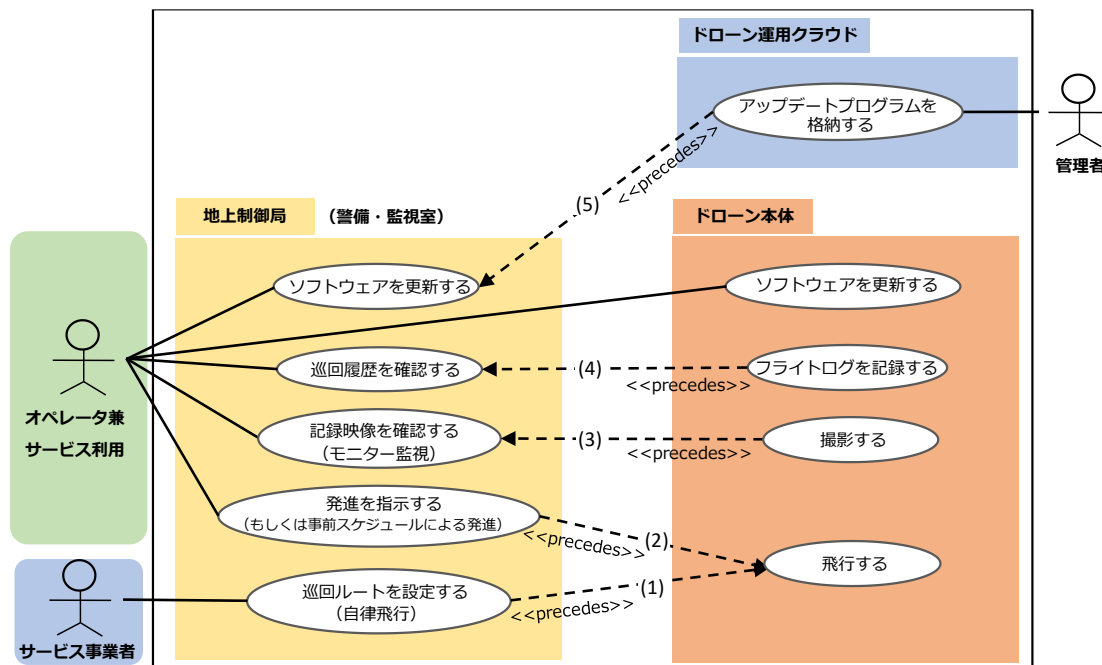 ドローン運用クラウド
アップデートプログラムを
格納する
管理者
<<precedes>>
(5)
地上制御局
（警備・監視室）
ドローン本体
ソフトウェアを更新する
ソフトウェアを更新する
巡回履歴を確認する
(4)
<<precedes>>
フライトログを記録する
オペレータ兼
サービス利用
記録映像を確認する
（モニター監視）
(3)
<<precedes>>
撮影する
発進を指示する
（もしくは事前スケジュールによる発進）
<<precedes>>
(2)
飛行する
サービス事業者
巡回ルートを設定する
（自律飛行）
(1)
<<precedes>>